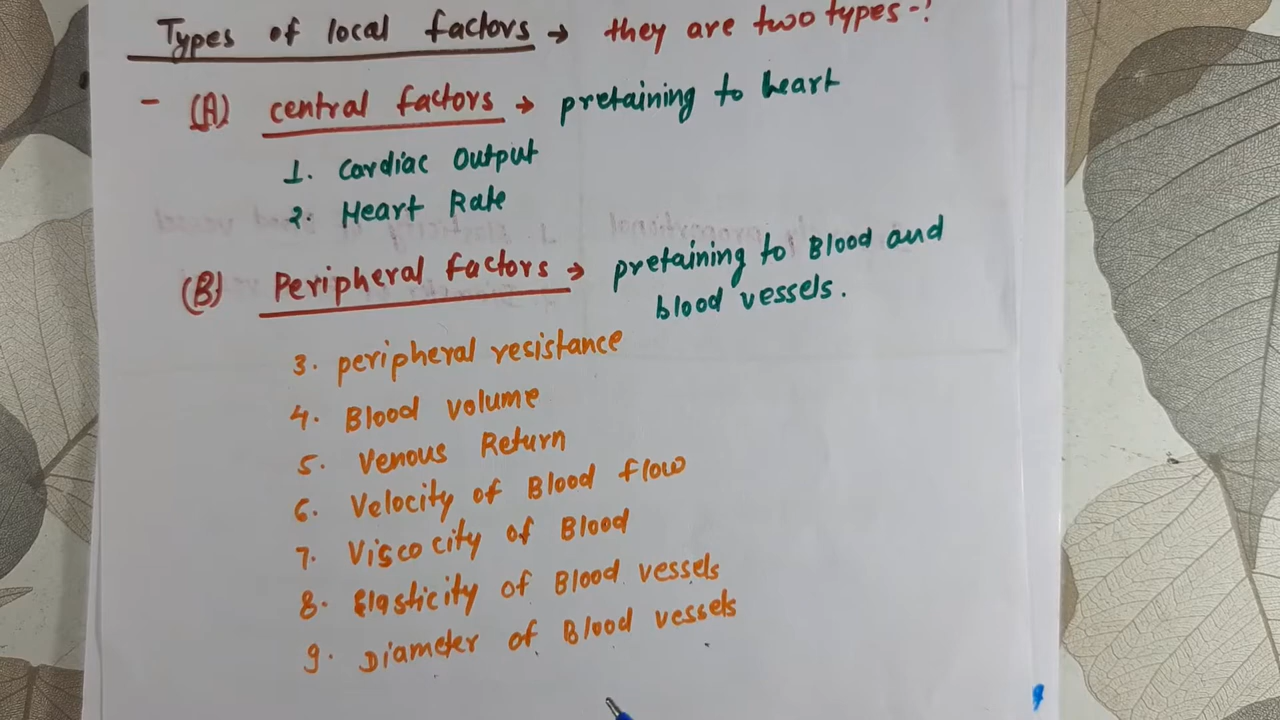 Types of local factors → they are two types -:
- (A) central factors → pretaining to heart
1. Cardiac Output
2. Heart Rate
(B) Peripheral factors → pretaining to Blood and
blood vessels.
3. peripheral resistance
4. Blood volume
5. Venous Return
6. Velocity of Blood flow
7. Viscocity of Blood
8. Elasticity of Blood vessels
9. Diameter of Blood vessels